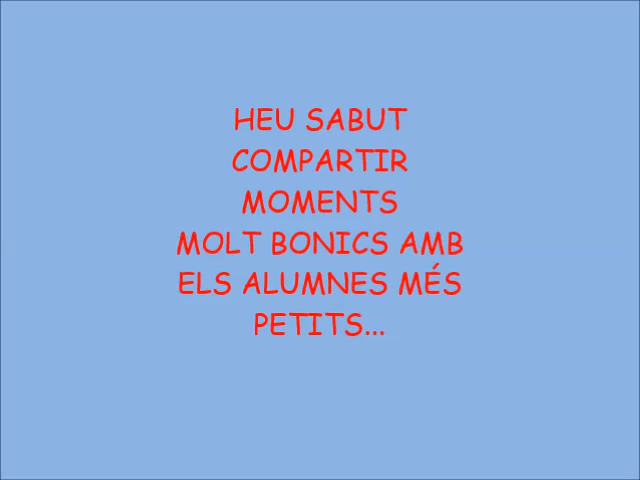 HEU SABUT
COMPARTIR
MOMENTS
MOLT BONICS AMB
ELS ALUMNES MÉS
PETITS...